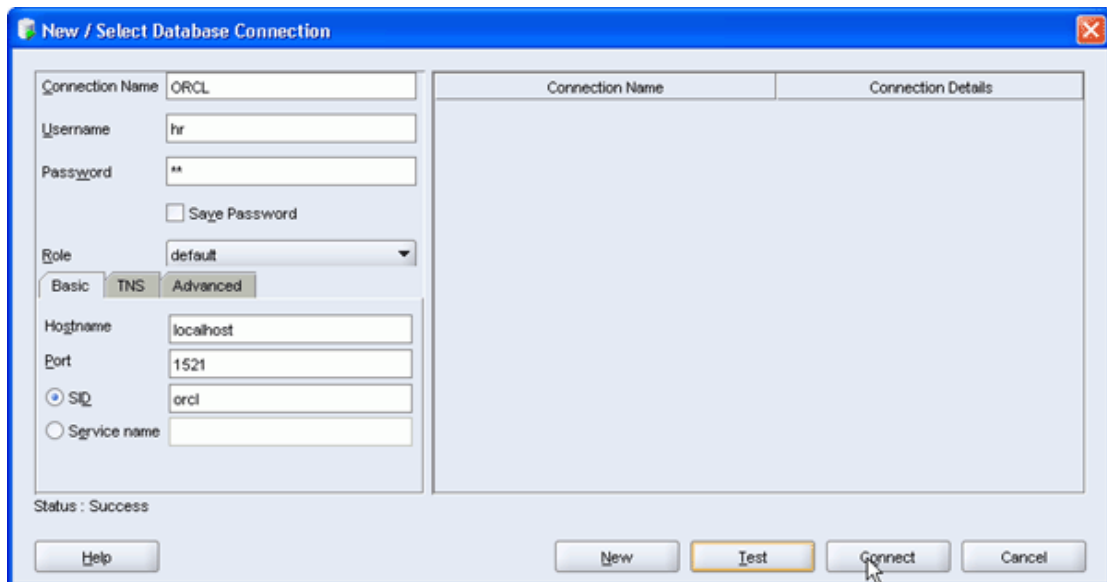 New / Select Database Connection
Connection Name ORCL
Connection Name Connection Details
Username hr
Password **
Save Password
Role default
Basic TNS Advanced
Hostname localhost
Port 1521
SID orcl
Service name
Status : Success
Help New Test Connect Cancel